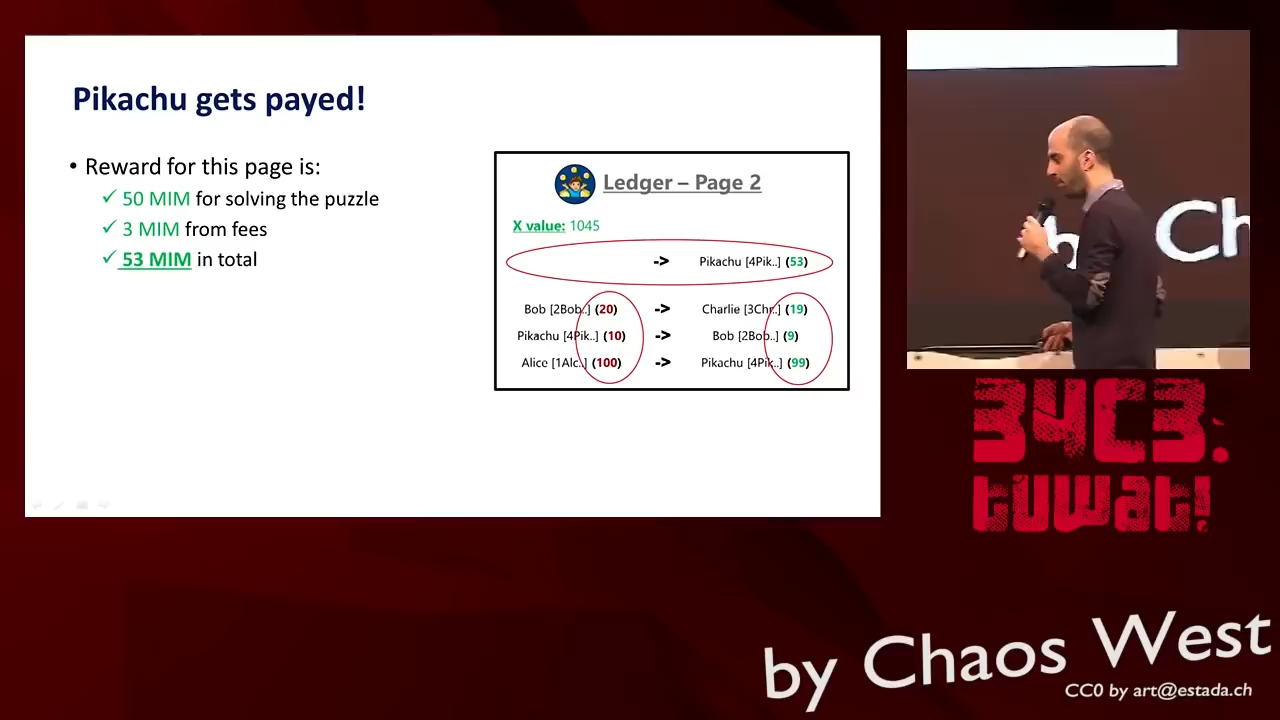 Pikachu gets payed!
• Reward for this page is:
✓ 50 MIM for solving the puzzle
✓ 3 MIM from fees
✓ 53 MIM in total
Ledger – Page 2
X value: 1045
-> Pikachu [4Pik..] (53)
Bob [2Bob..] (20) -> Charlie [3Chr..] (19)
Pikachu [4Pik..] (10) -> Bob [2Bob..] (9)
Alice [1Alc..] (100) -> Pikachu [4Pik..] (99)
Ch
34C3:
tuwat!
by Chaos West
CC0 by art@estada.ch